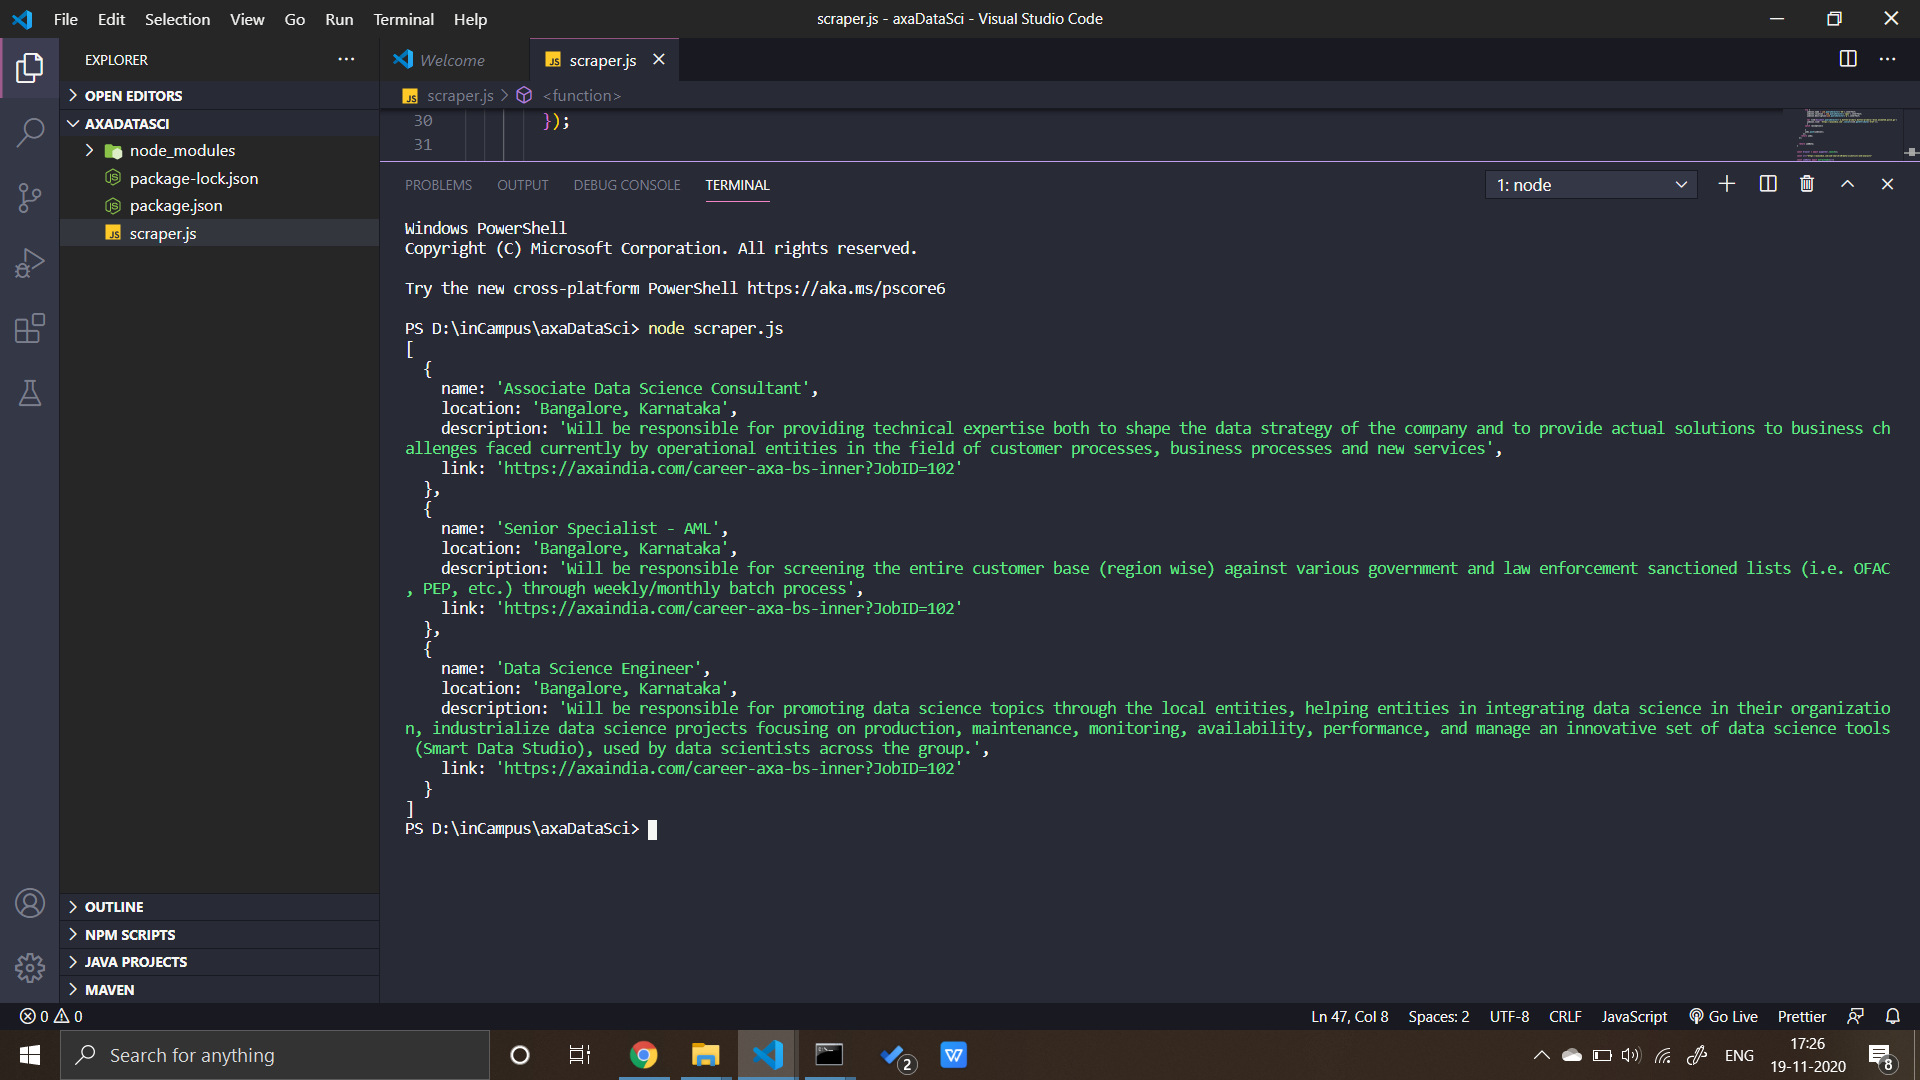 File Edit Selection View Go Run Terminal Help
scraper.js - axaDataSci - Visual Studio Code
EXPLORER
Welcome
JS scraper.js
OPEN EDITORS
JS scraper.js > <function>
AXADATASCI
30 });
node_modules
31
package-lock.json
package.json
JS scraper.js
PROBLEMS OUTPUT DEBUG CONSOLE TERMINAL
1: node
Windows PowerShell
Copyright (C) Microsoft Corporation. All rights reserved.
Try the new cross-platform PowerShell https://aka.ms/pscore6
PS D:\inCampus\axaDataSci> node scraper.js
[
{
name: 'Associate Data Science Consultant',
location: 'Bangalore, Karnataka',
description: 'Will be responsible for providing technical expertise both to shape the data strategy of the company and to provide actual solutions to business ch
allenges faced currently by operational entities in the field of customer processes, business processes and new services',
link: 'https://axaindia.com/career-axa-bs-inner?JobID=102'
},
{
name: 'Senior Specialist - AML',
location: 'Bangalore, Karnataka',
description: 'Will be responsible for screening the entire customer base (region wise) against various government and law enforcement sanctioned lists (i.e. OFAC
, PEP, etc.) through weekly/monthly batch process',
link: 'https://axaindia.com/career-axa-bs-inner?JobID=102'
},
{
name: 'Data Science Engineer',
location: 'Bangalore, Karnataka',
description: 'Will be responsible for promoting data science topics through the local entities, helping entities in integrating data science in their organizatio
n, industrialize data science projects focusing on production, maintenance, monitoring, availability, performance, and manage an innovative set of data science tools
(Smart Data Studio), used by data scientists across the group.',
link: 'https://axaindia.com/career-axa-bs-inner?JobID=102'
}
]
PS D:\inCampus\axaDataSci>
OUTLINE
NPM SCRIPTS
JAVA PROJECTS
MAVEN
0 0
Ln 47, Col 8 Spaces: 2 UTF-8 CRLF JavaScript Go Live Prettier
Search for anything
2
W
ENG
17:26
19-11-2020
8